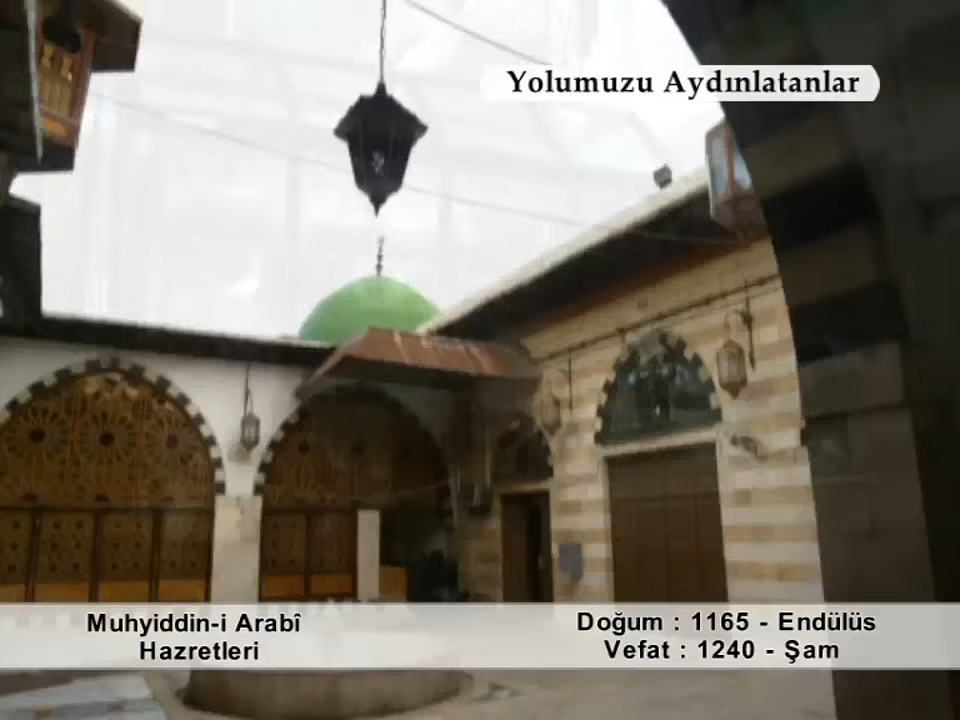 Yolumuzu Aydınlatanlar
Muhyiddin-i Arabî
Hazretleri
Doğum : 1165 - Endülüs
Vefat : 1240 - Şam